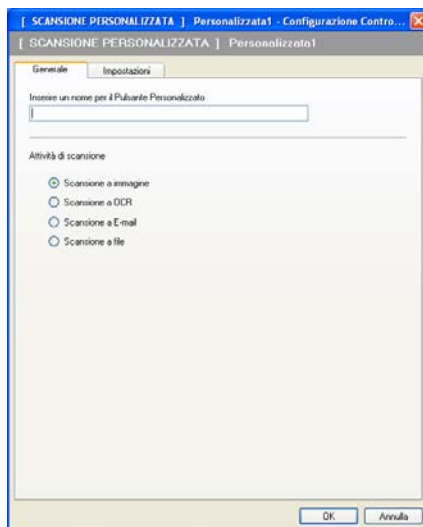 [ SCANSIONE PERSONALIZZATA ] Personalizzata1 - Configurazione Contro...
[ SCANSIONE PERSONALIZZATA ] Personalizzata1
Generale Impostazioni
Inserire un nome per il Pulsante Personalizzato
Attività di scansione
Scansione a immagine
Scansione a OCR
Scansione a E-mail
Scansione a file
OK Annulla